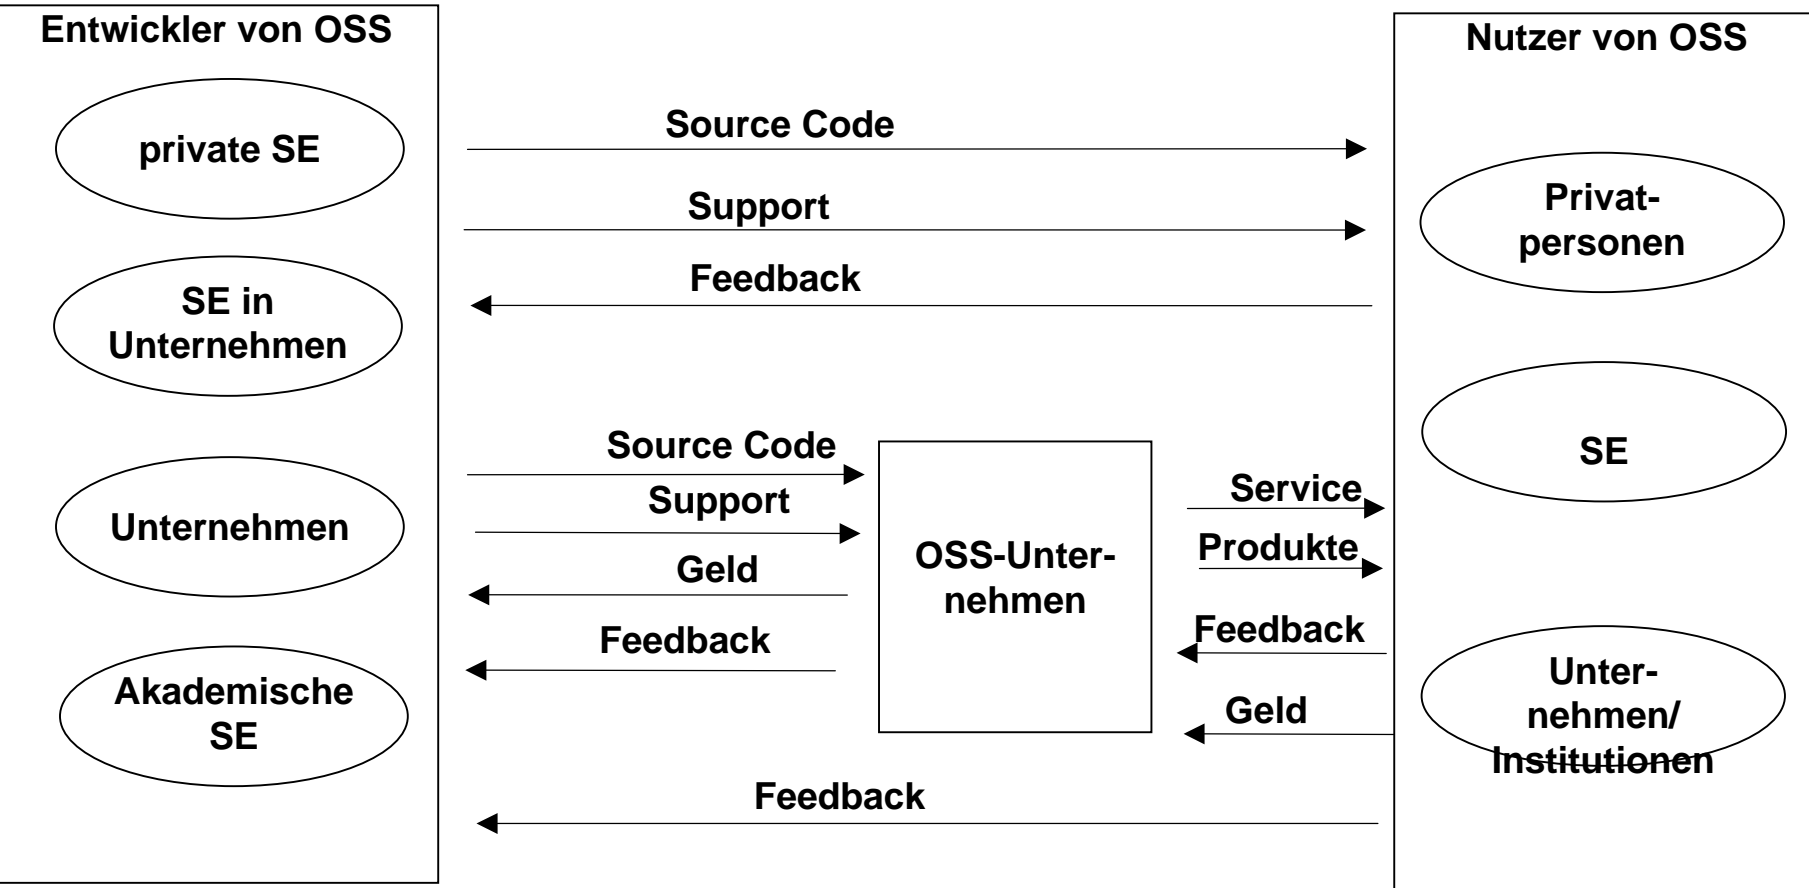 Entwickler von OSS
private SE
SE in
Unternehmen
Unternehmen
Akademische
SE
Source Code
Support
Feedback
Source Code
Support
Geld
Feedback
OSS-Unter-
nehmen
Service
Produkte
Feedback
Geld
Feedback
Nutzer von OSS
Privat-
personen
SE
Unter-
nehmen/
Institutionen